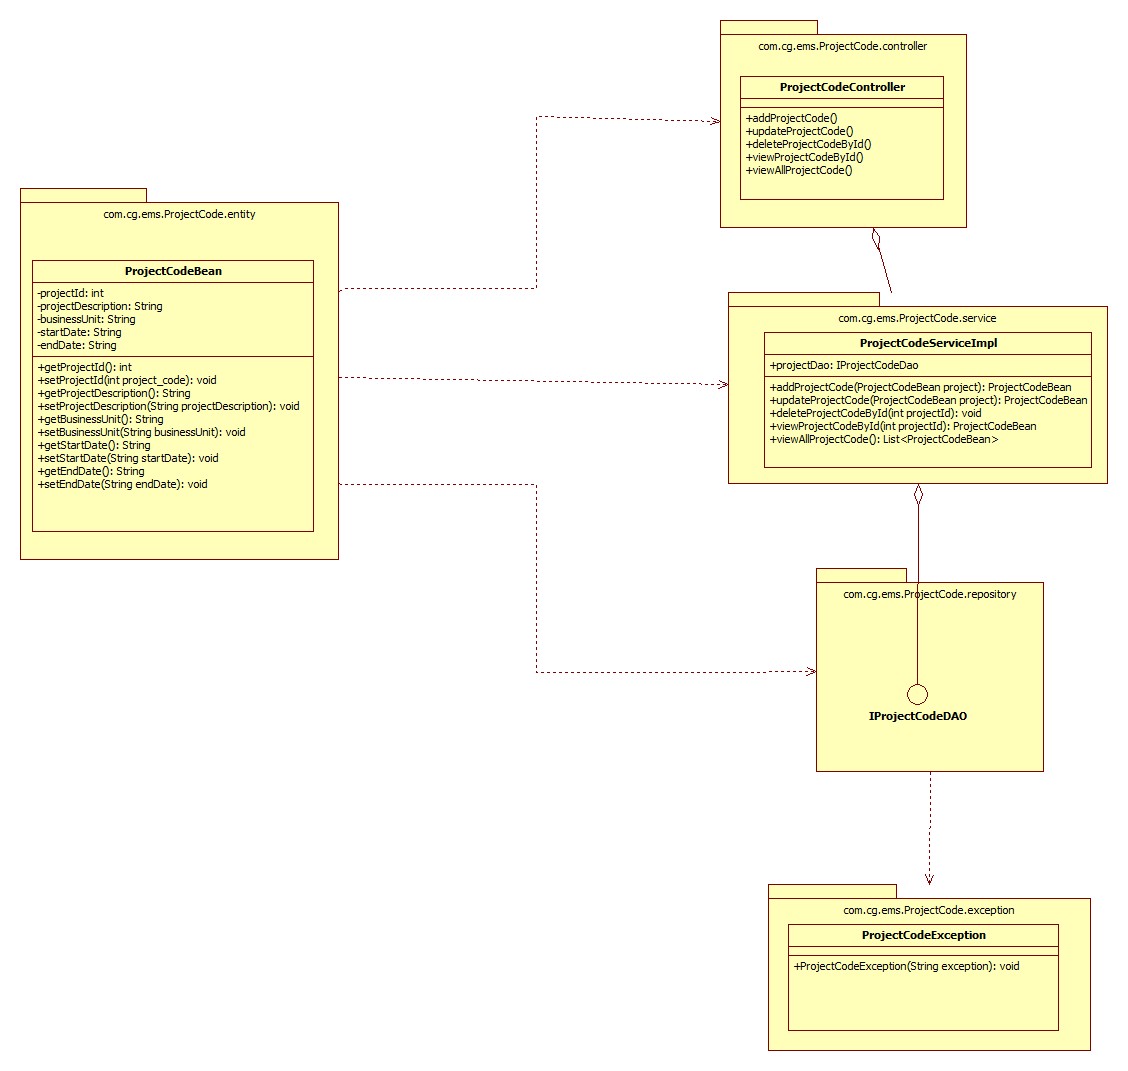 com.cg.ems.ProjectCode.controller
ProjectCodeController
+addProjectCode()
+updateProjectCode()
+deleteProjectCodeById()
+viewProjectCodeById()
+viewAllProjectCode()
com.cg.ems.ProjectCode.entity
ProjectCodeBean
-projectId: int
-projectDescription: String
-businessUnit: String
-startDate: String
-endDate: String
+getProjectId(): int
+setProjectId(int project_code): void
+getProjectDescription(): String
+setProjectDescription(String projectDescription): void
+getBusinessUnit(): String
+setBusinessUnit(String businessUnit): void
+getStartDate(): String
+setStartDate(String startDate): void
+getEndDate(): String
+setEndDate(String endDate): void
com.cg.ems.ProjectCode.service
ProjectCodeServiceImpl
+projectDao: IProjectCodeDao
+addProjectCode(ProjectCodeBean project): ProjectCodeBean
+updateProjectCode(ProjectCodeBean project): ProjectCodeBean
+deleteProjectCodeById(int projectId): void
+viewProjectCodeById(int projectId): ProjectCodeBean
+viewAllProjectCode(): List<ProjectCodeBean>
com.cg.ems.ProjectCode.repository
IProjectCodeDAO
com.cg.ems.ProjectCode.exception
ProjectCodeException
+ProjectCodeException(String exception): void